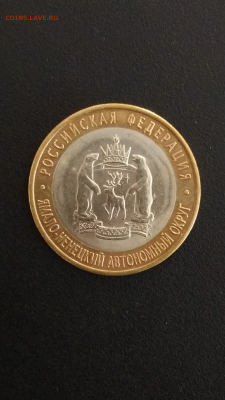 COINS.LAVE.RU
РОССИЙСКАЯ ФЕДЕРАЦИЯ
ЯМАЛО-НЕНЕЦКИЙ АВТОНОМНЫЙ ОКРУГ